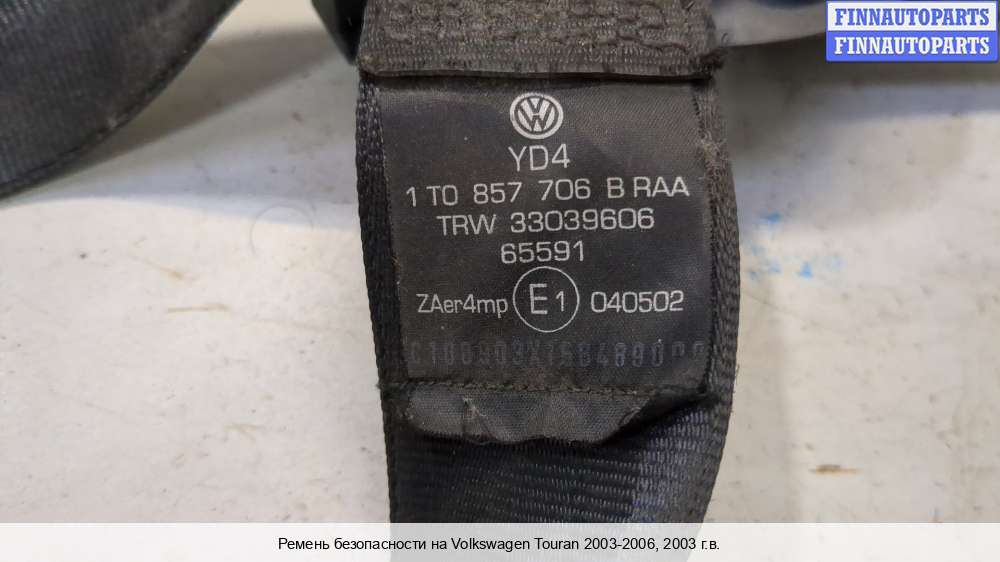 FINNAUTOPARTS
FINNAUTOPARTS
YD4
1T0 857 706 B RAA
TRW 33039606
65591
ZAer4mp E1 040502
Ремень безопасности на Volkswagen Touran 2003-2006, 2003 г.в.